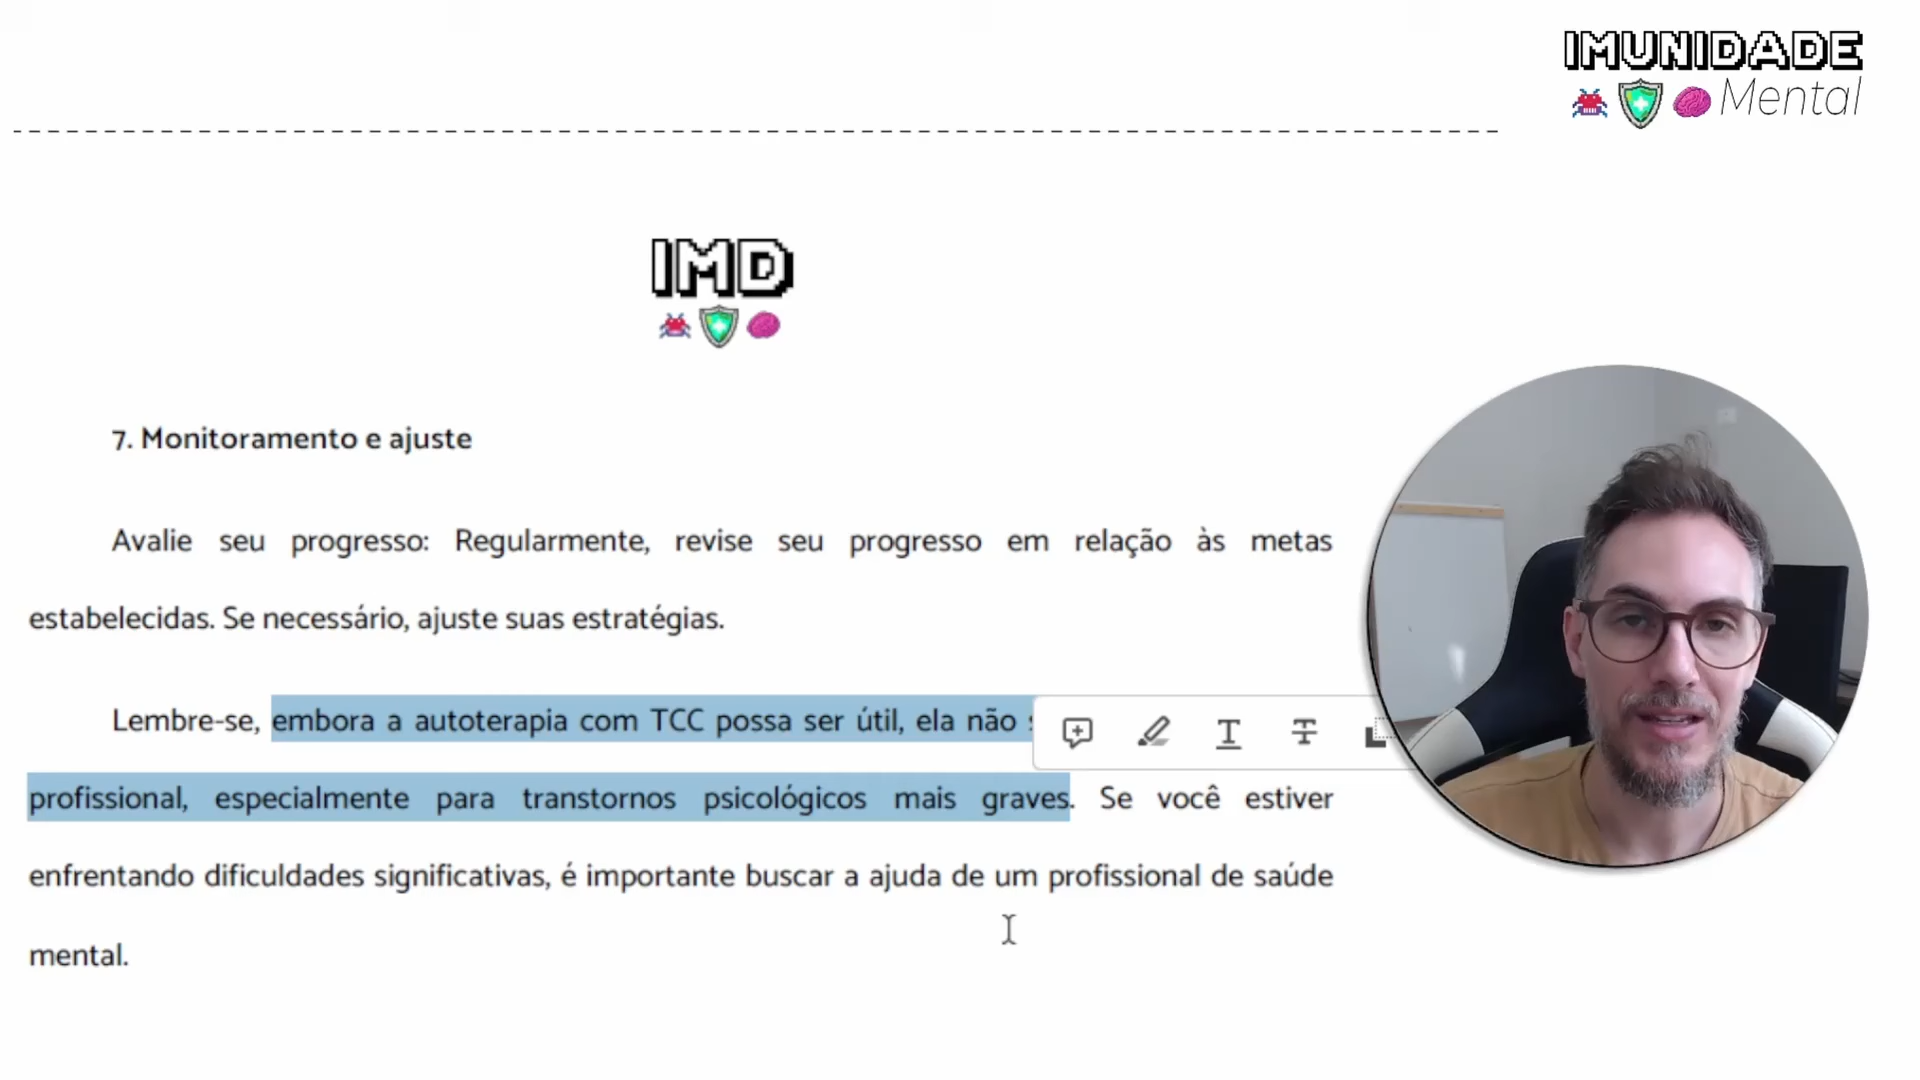 IMUNIDADE
Mental
IMD
7. Monitoramento e ajuste
Avalie seu progresso: Regularmente, revise seu progresso em relação às metas
estabelecidas. Se necessário, ajuste suas estratégias.
Lembre-se, embora a autoterapia com TCC possa ser útil, ela não
profissional, especialmente para transtornos psicológicos mais graves. Se você estiver
enfrentando dificuldades significativas, é importante buscar a ajuda de um profissional de saúde
mental.